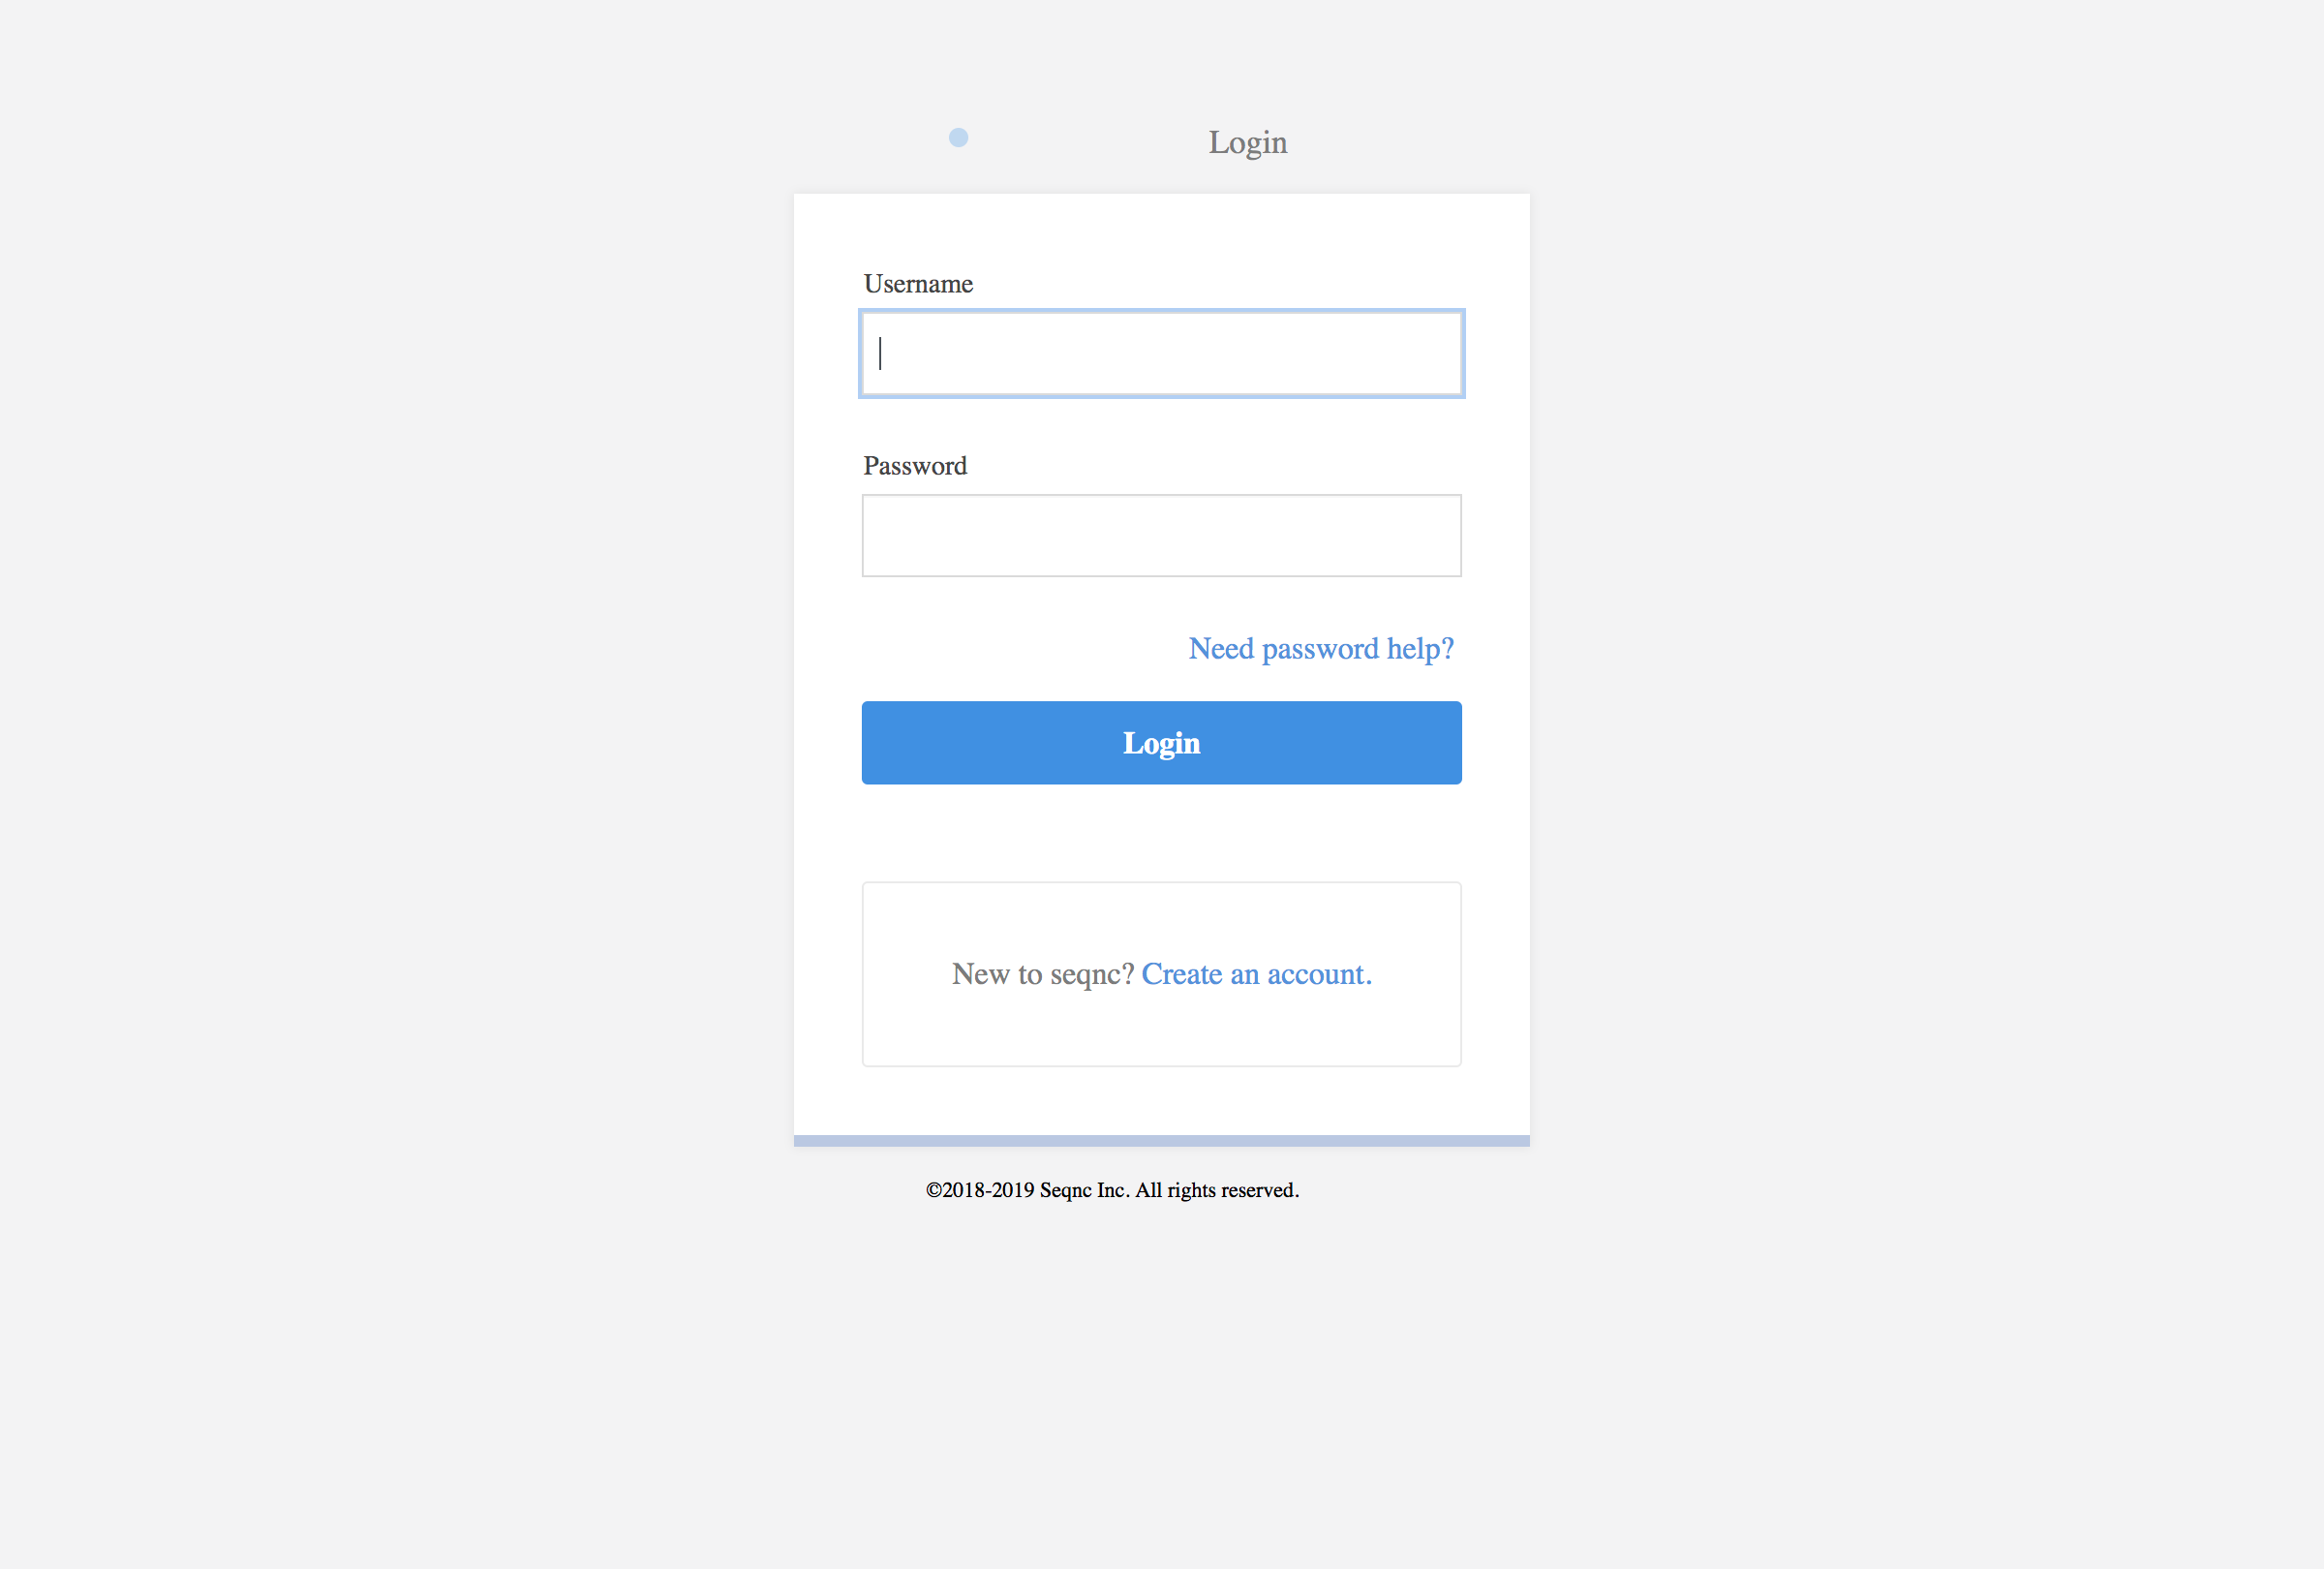 Login
Username
Password
Need password help?
Login
New to seqnc? Create an account.
©2018-2019 Seqnc Inc. All rights reserved.